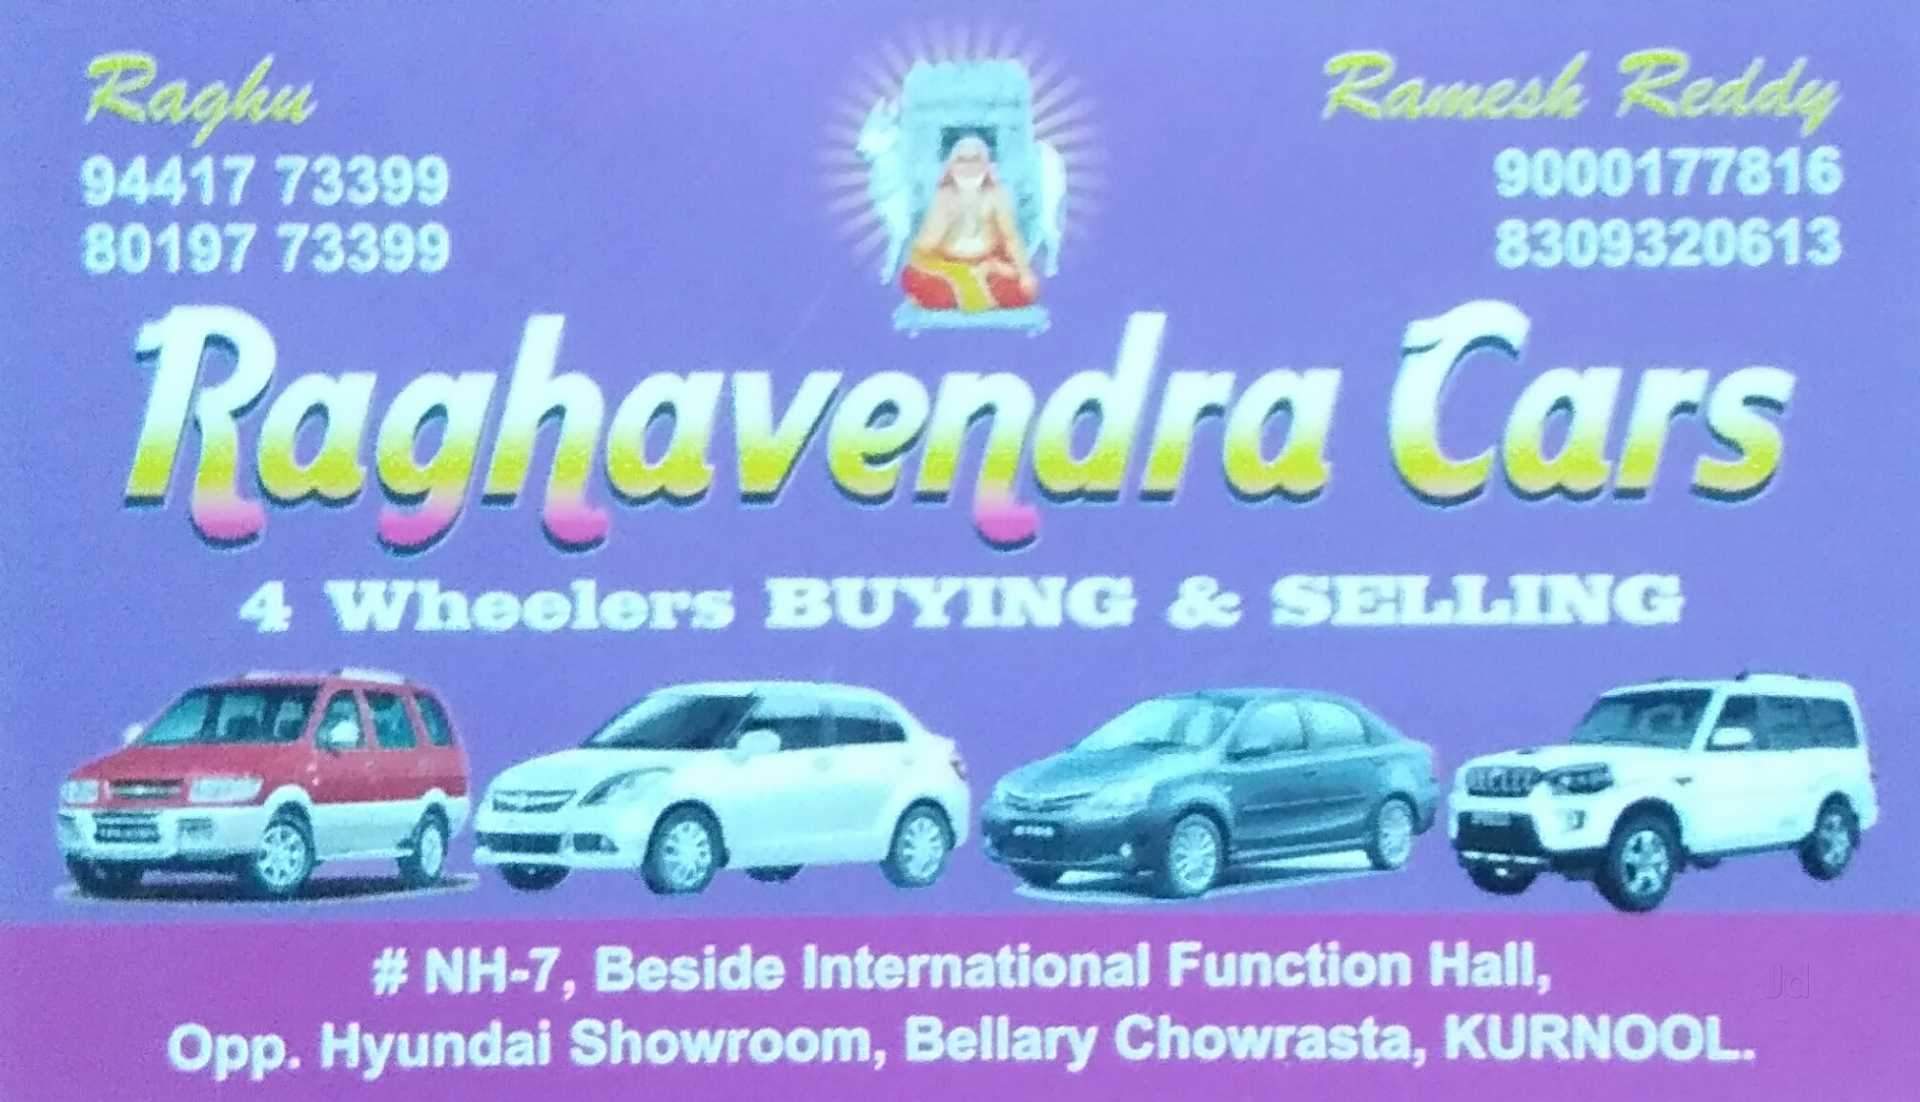 Raghu
94417 73399
80197 73399
Ramesh Reddy
9000177816
8309320613
Raghavendra Cars
4 Wheelers BUYING & SELLING
# NH-7, Beside International Function Hall,
Opp. Hyundai Showroom, Bellary Chowrasta, KURNOOL.
Jd